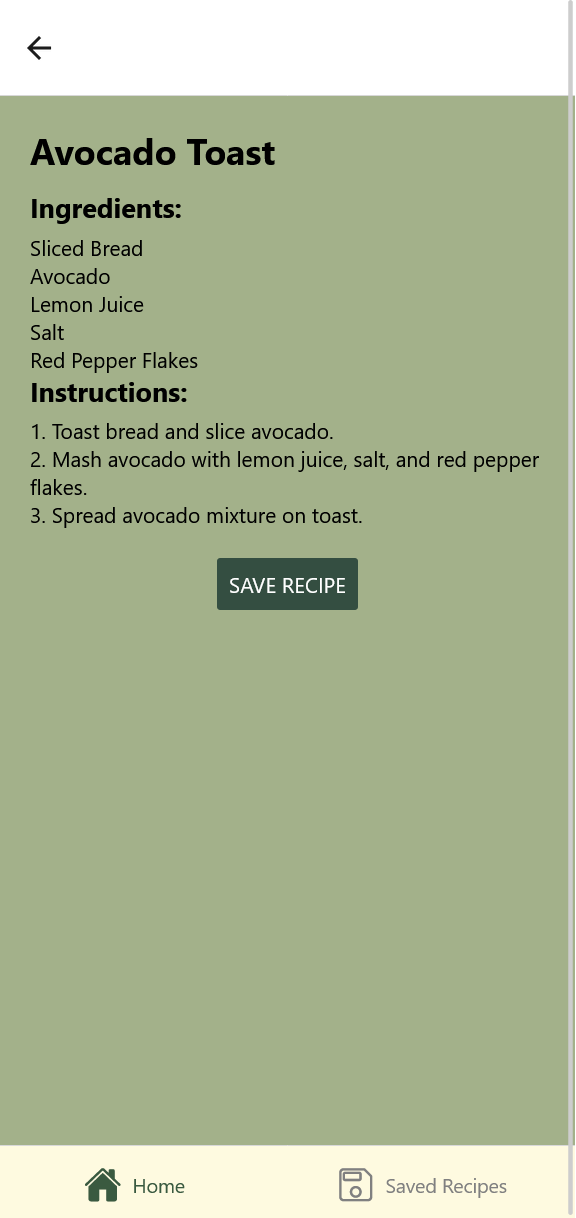 Avocado Toast
Ingredients:
Sliced Bread
Avocado
Lemon Juice
Salt
Red Pepper Flakes
Instructions:
1. Toast bread and slice avocado.
2. Mash avocado with lemon juice, salt, and red pepper
flakes.
3. Spread avocado mixture on toast.
SAVE RECIPE
Home
Saved Recipes